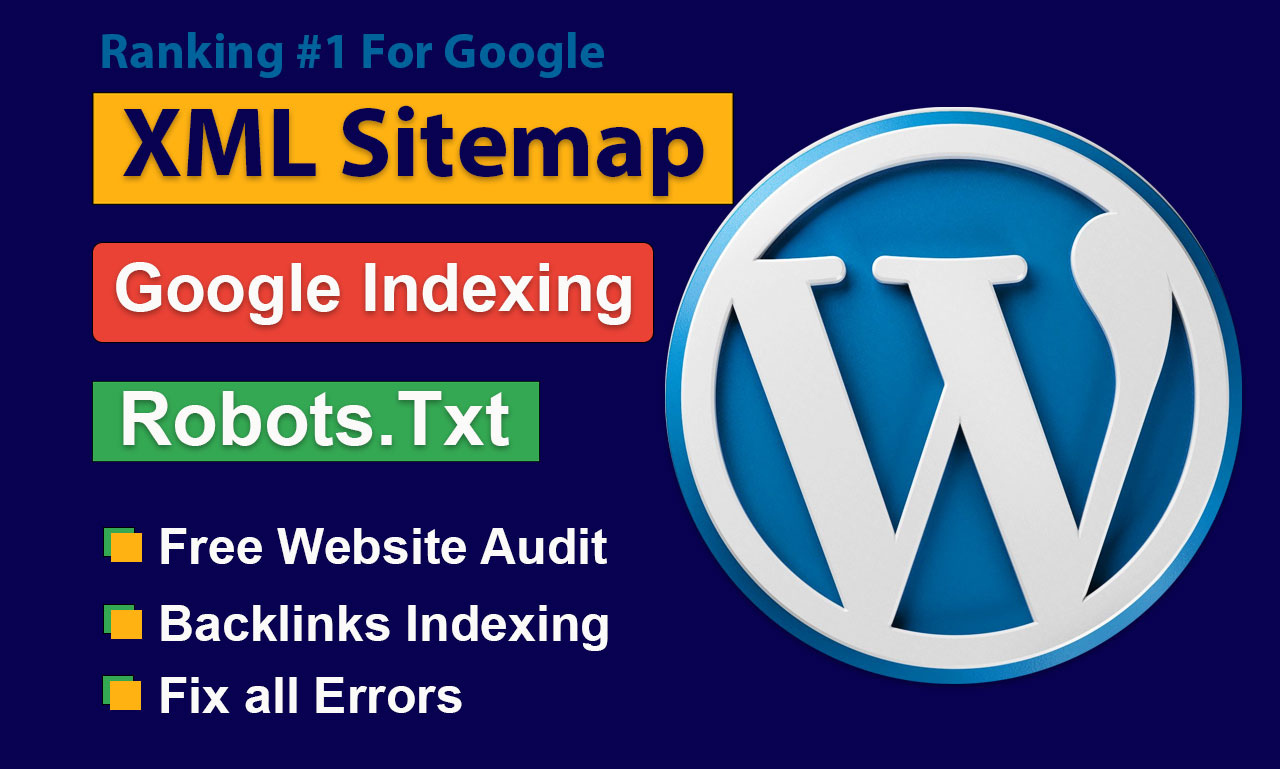 Ranking #1 For Google
XML Sitemap
Google Indexing
Robots.Txt
Free Website Audit
Backlinks Indexing
Fix all Errors